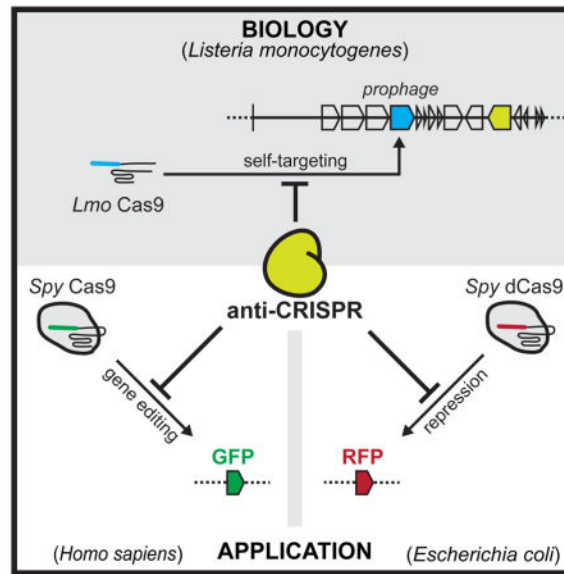 BIOLOGY
(Listeria monocytogenes)
prophage
self-targeting
Lmo Cas9
Spy Cas9
Spy dCas9
anti-CRISPR
gene editing
repression
GFP
RFP
(Homo sapiens)
APPLICATION
(Escherichia coli)